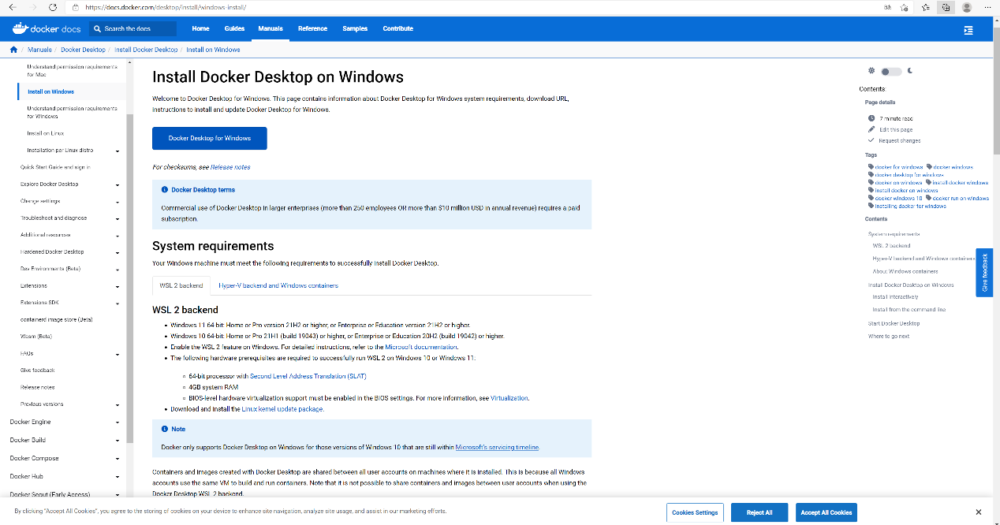 https://docs.docker.com/desktop/install/windows-install/
docker docs
Search the docs
Home
Guides
Manuals
Reference
Samples
Contribute
/ Manuals / Docker Desktop / Install Docker Desktop / Install on Windows
Understand permission requirements
for Mac
Install on Windows
Understand permission requirements
for Windows
Install on Linux
Installation per Linux distro
Quick Start Guide and sign in
Explore Docker Desktop
Change settings
Troubleshoot and diagnose
Additional resources
Hardened Docker Desktop
Dev Environments (Beta)
Extensions
Extensions SDK
containerd image store (Beta)
Wasm (Beta)
FAQs
Give feedback
Release notes
Previous versions
Docker Engine
Docker Build
Docker Compose
Docker Hub
Docker Scout (Early Access)
Install Docker Desktop on Windows
Welcome to Docker Desktop for Windows. This page contains information about Docker Desktop for Windows system requirements, download URL,
instructions to install and update Docker Desktop for Windows.
Docker Desktop for Windows
For checksums, see Release notes
Docker Desktop terms
Commercial use of Docker Desktop in larger enterprises (more than 250 employees OR more than $10 million USD in annual revenue) requires a paid
subscription.
System requirements
Your Windows machine must meet the following requirements to successfully install Docker Desktop.
WSL 2 backend
Hyper-V backend and Windows containers
WSL 2 backend
• Windows 11 64-bit: Home or Pro version 21H2 or higher, or Enterprise or Education version 21H2 or higher.
• Windows 10 64-bit: Home or Pro 21H1 (build 19043) or higher, or Enterprise or Education 20H2 (build 19042) or higher.
• Enable the WSL 2 feature on Windows. For detailed instructions, refer to the Microsoft documentation.
• The following hardware prerequisites are required to successfully run WSL 2 on Windows 10 or Windows 11:
◦ 64-bit processor with Second Level Address Translation (SLAT)
◦ 4GB system RAM
◦ BIOS-level hardware virtualization support must be enabled in the BIOS settings. For more information, see Virtualization.
• Download and install the Linux kernel update package.
Note
Docker only supports Docker Desktop on Windows for those versions of Windows 10 that are still within Microsoft's servicing timeline.
Containers and images created with Docker Desktop are shared between all user accounts on machines where it is installed. This is because all Windows
accounts use the same VM to build and run containers. Note that it is not possible to share containers and images between user accounts when using the
Docker Desktop WSL 2 backend.
Contents:
Page details
7 minute read
Edit this page
Request changes
Tags
docker for windows docker windows
docker desktop for windows
docker on windows install docker windows
install docker on windows
docker windows 10 docker run on windows
installing docker for windows
Contents
System requirements
WSL 2 backend
Hyper-V backend and Windows containers
About Windows containers
Install Docker Desktop on Windows
Install interactively
Install from the command line
Start Docker Desktop
Where to go next
Give feedback
By clicking "Accept All Cookies", you agree to the storing of cookies on your device to enhance site navigation, analyze site usage, and assist in our marketing efforts.
Cookies Settings
Reject All
Accept All Cookies